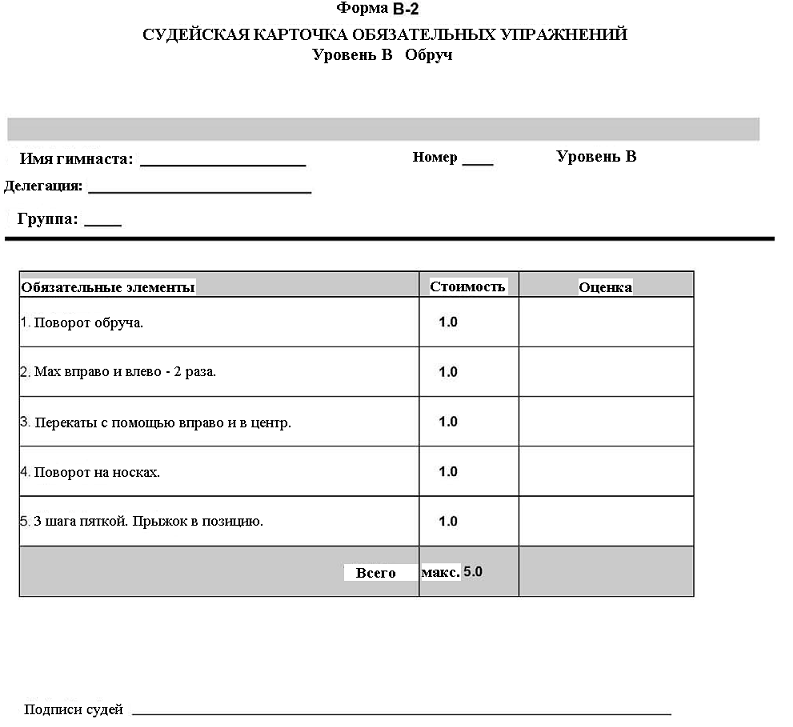 Форма B-2
СУДЕЙСКАЯ КАРТОЧКА ОБЯЗАТЕЛЬНЫХ УПРАЖНЕНИЙ
Уровень В Обруч
Имя гимнаста: ____________________ Номер ____ Уровень В
Делегация: ____________________
Группа: ____
Обязательные элементы Стоимость Оценка
1. Поворот обруча. 1.0
2. Мах вправо и влево - 2 раза. 1.0
3. Перекаты с помощью вправо и в центр. 1.0
4. Поворот на носках. 1.0
5. 3 шага пяткой. Прыжок в позицию. 1.0
Всего макс. 5.0
Подписи судей ____________________